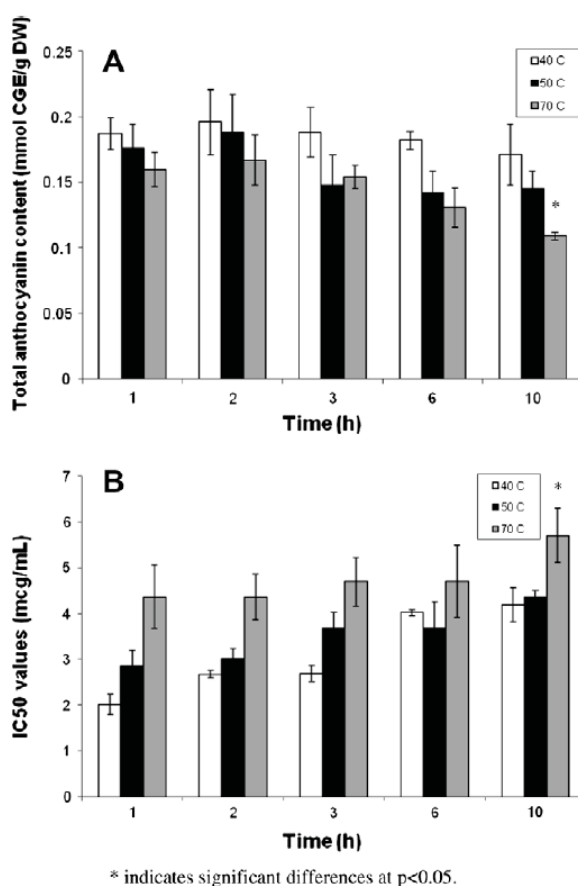 A
40 C
50 C
70 C
Total anthocyanin content (mmol CGE/g DW)
0.25
0.2
0.15
0.1
0.05
0
*
1 2 3 6 10
Time (h)
B
40 C
50 C
70 C
*
IC50 values (mcg/mL)
7
6
5
4
3
2
1
0
1 2 3 6 10
Time (h)
* indicates significant differences at p<0.05.